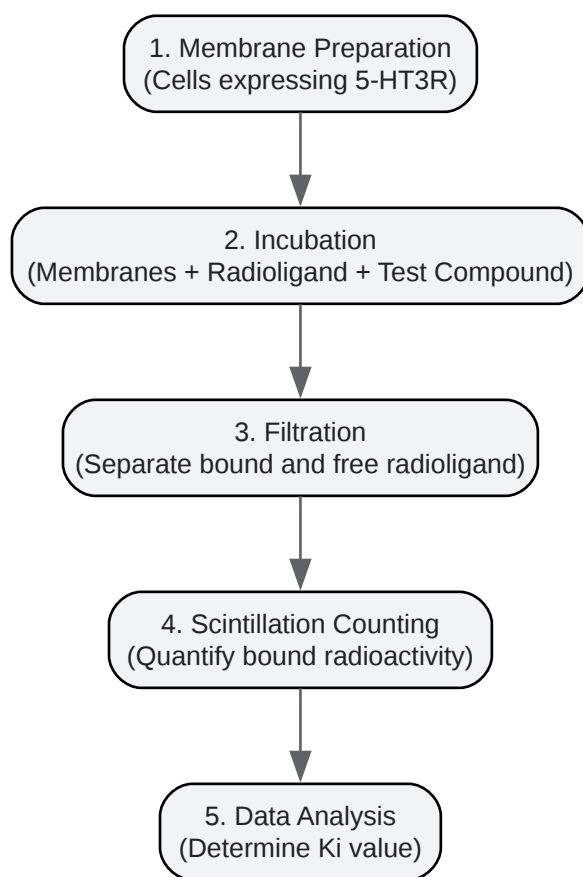 1. Membrane Preparation
(Cells expressing 5-HT3R)
2. Incubation
(Membranes + Radioligand + Test Compound)
3. Filtration
(Separate bound and free radioligand)
4. Scintillation Counting
(Quantify bound radioactivity)
5. Data Analysis
(Determine Ki value)